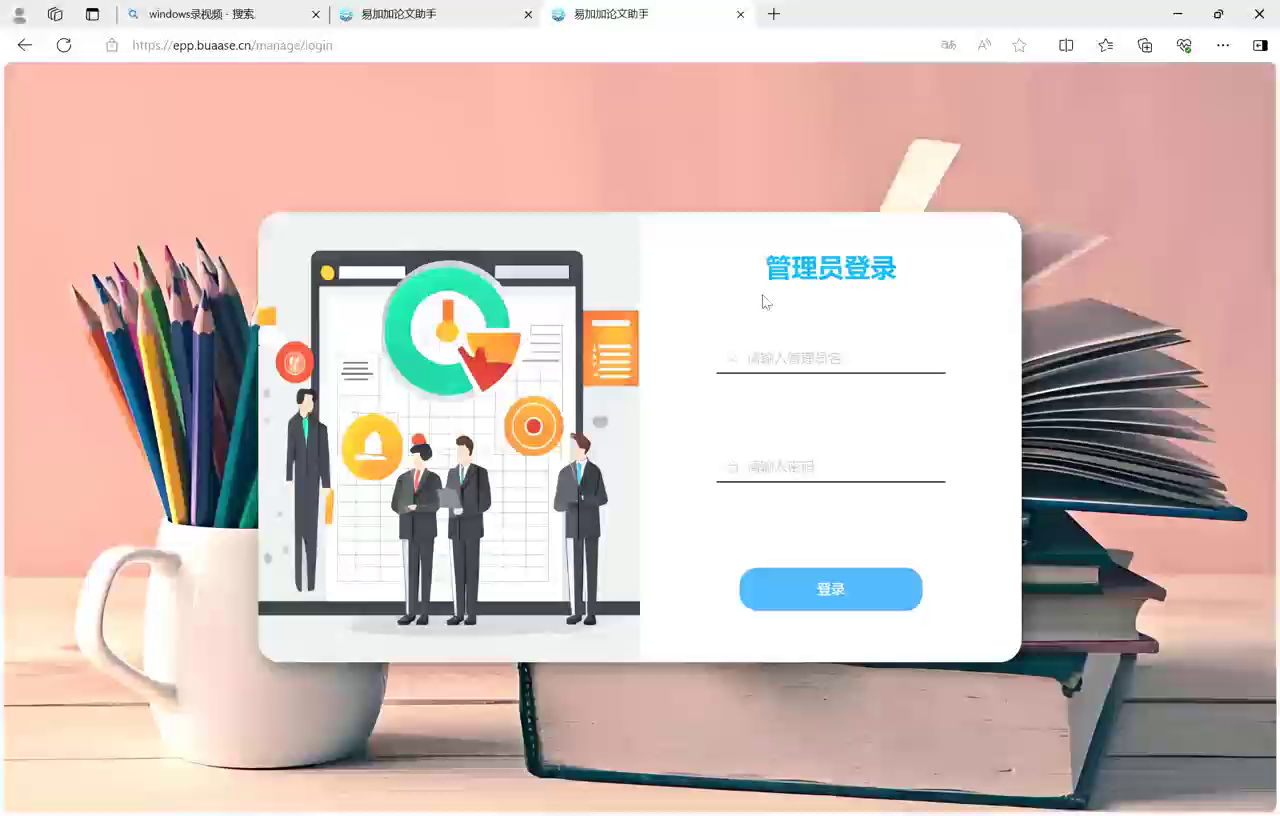 windows录视频 - 搜索
易加加论文助手
易加加论文助手
https://epp.buaase.cn/manage/login
管理员登录
请输入管理员名
请输入密码
登录